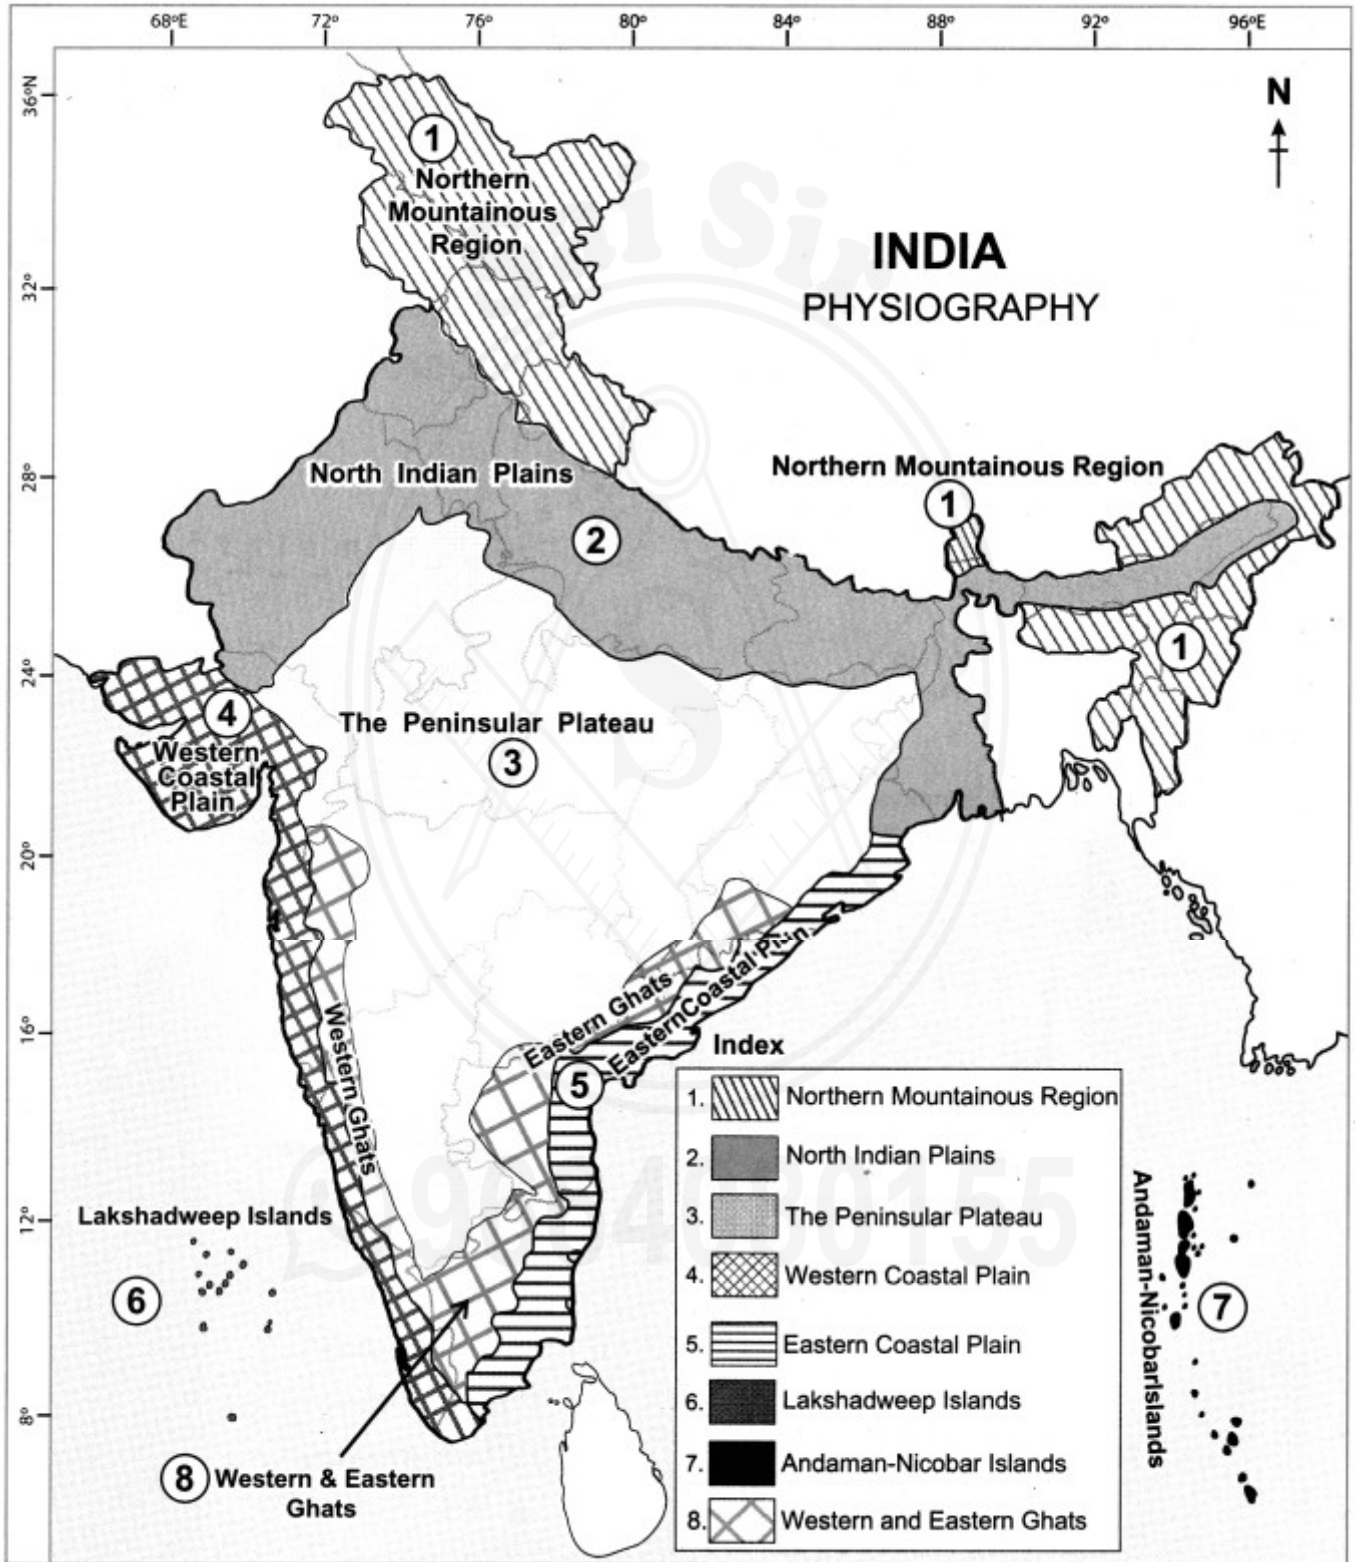 68°E 72° 76° 80° 84° 88° 92° 96°E
36°N
32°
28°
24°
20°
16°
12°
8°
N
INDIA
PHYSIOGRAPHY
1
Northern
Mountainous
Region
North Indian Plains
2
Northern Mountainous Region
1
1
4
Western
Coastal
Plain
The Peninsular Plateau
3
Western Ghats
Eastern Ghats
Eastern Coastal Plain
5
Lakshadweep Islands
6
8 Western & Eastern
Ghats
Andaman-NicobarIslands
7
Index
1. Northern Mountainous Region
2. North Indian Plains
3. The Peninsular Plateau
4. Western Coastal Plain
5. Eastern Coastal Plain
6. Lakshadweep Islands
7. Andaman-Nicobar Islands
8. Western and Eastern Ghats
Sir
S